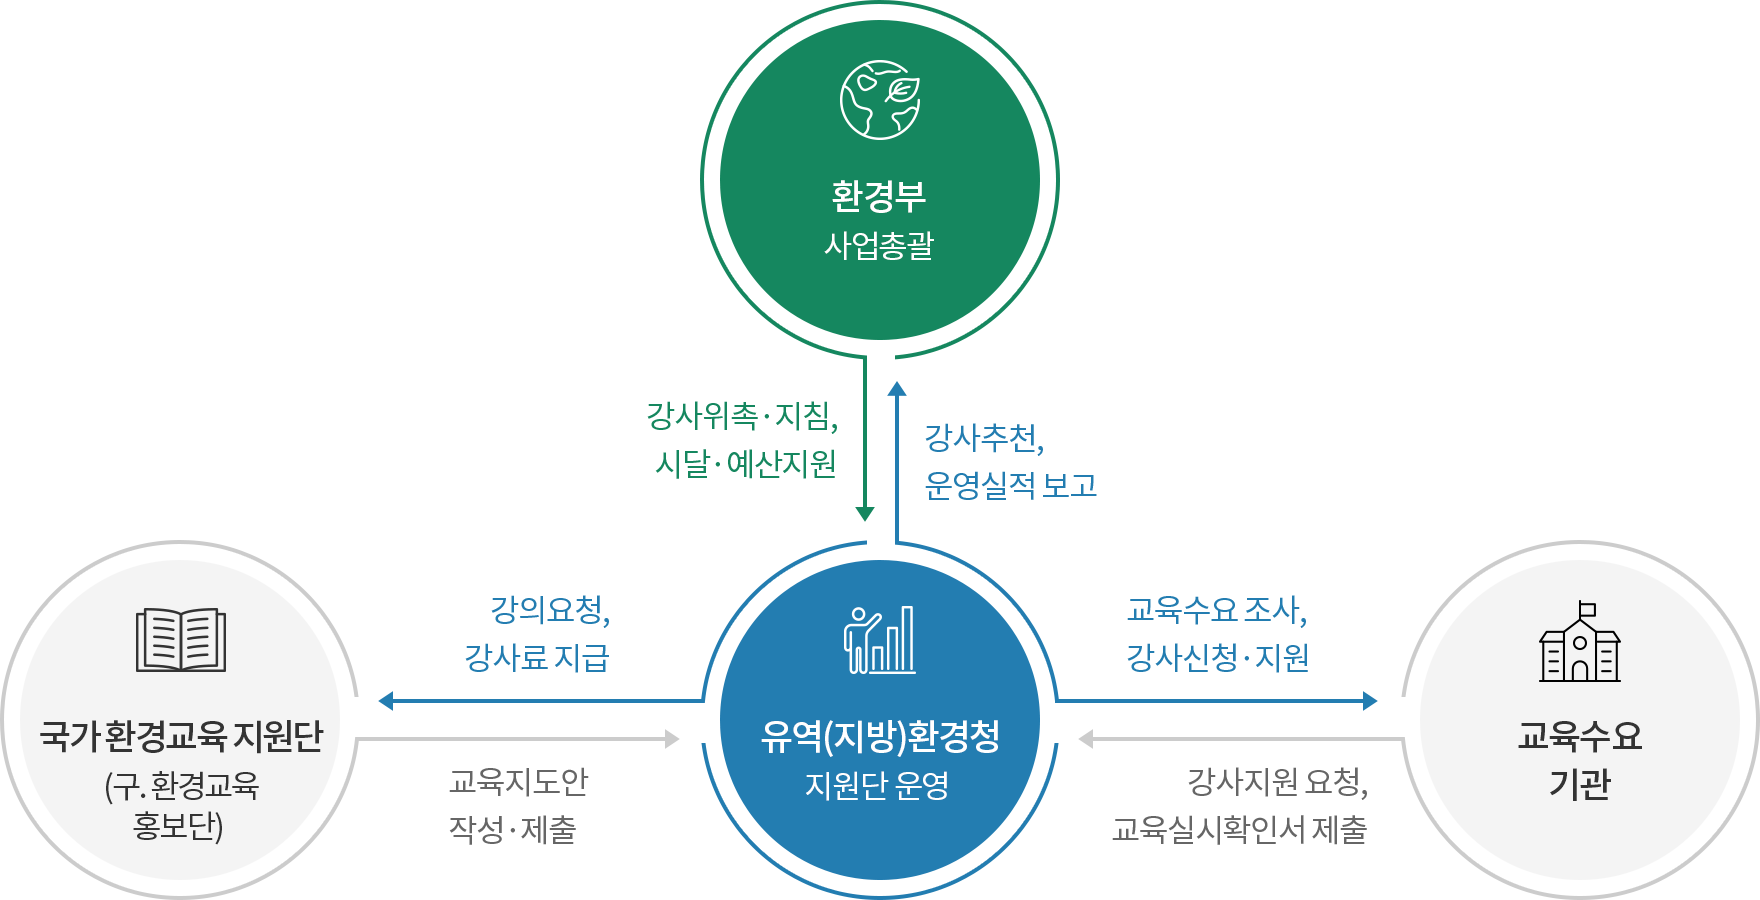 환경부
사업총괄
강사위촉·지침,
시달·예산지원
강사추천,
운영실적 보고
국가 환경교육 지원단
(구. 환경교육
홍보단)
강의요청,
강사료 지급
교육지도안
작성·제출
유역(지방)환경청
지원단 운영
교육수요 조사,
강사신청·지원
강사지원 요청,
교육실시확인서 제출
교육수요
기관